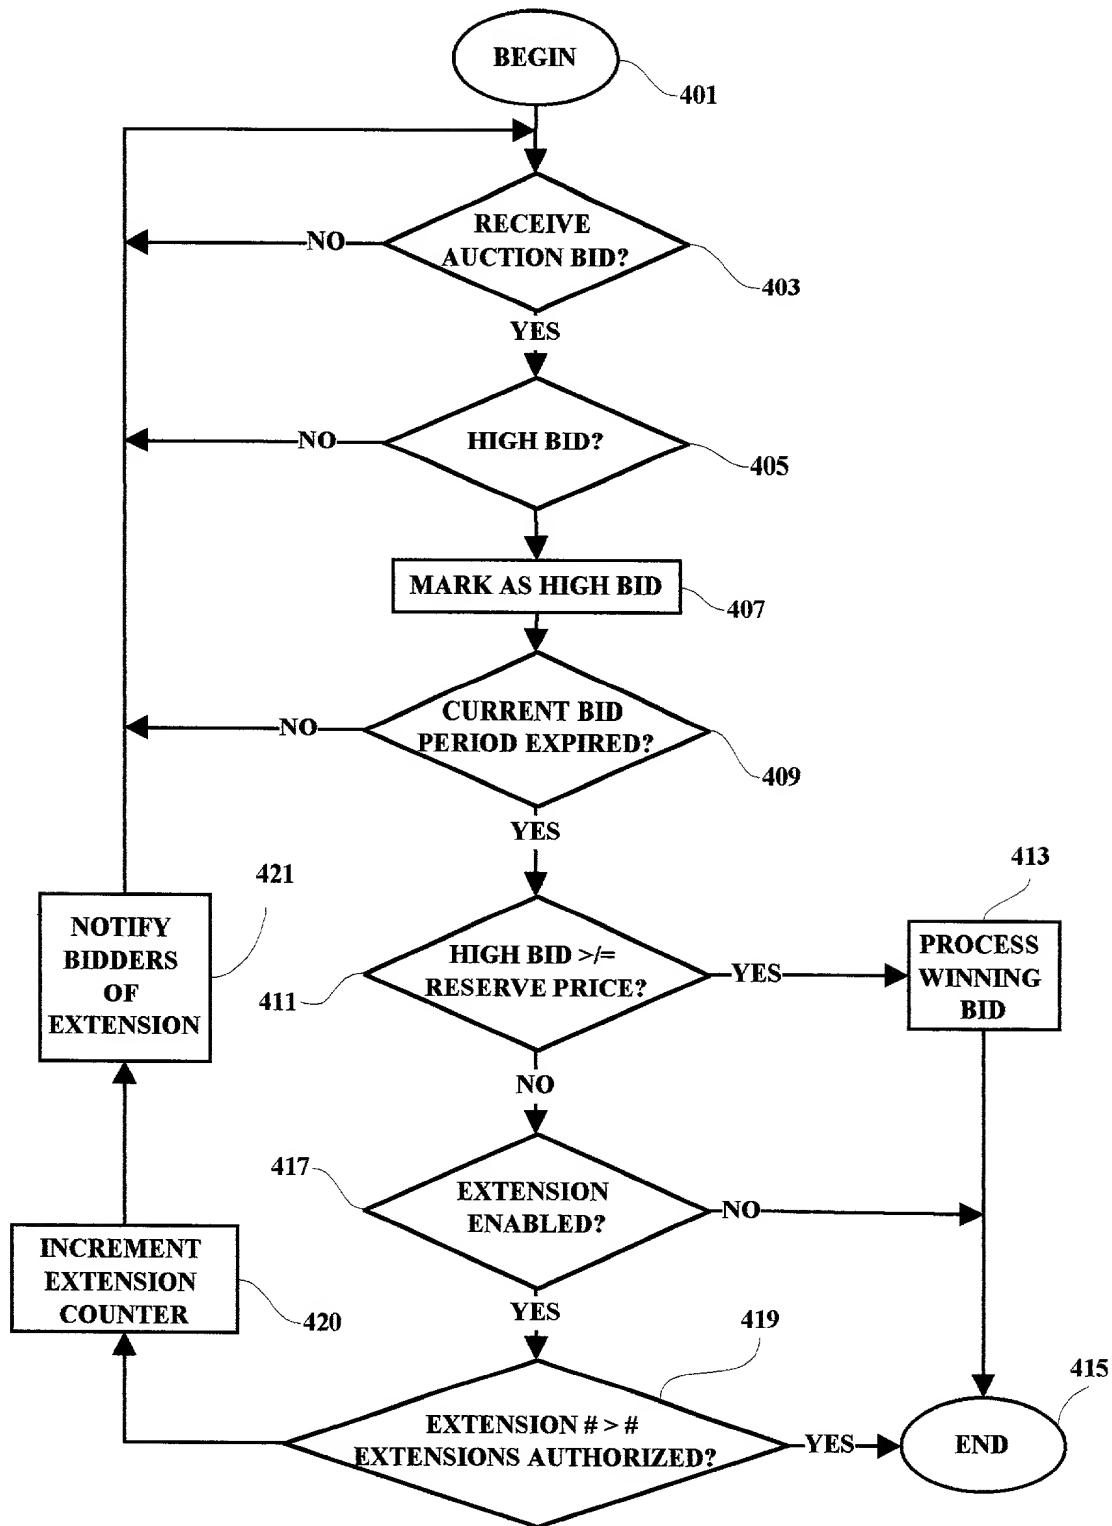 BEGIN
401
RECEIVE
AUCTION BID?
403
NO
YES
HIGH BID?
405
NO
MARK AS HIGH BID
407
CURRENT BID
PERIOD EXPIRED?
409
NO
YES
HIGH BID >/=
RESERVE PRICE?
411
YES
413
PROCESS
WINNING
BID
421
NOTIFY
BIDDERS
OF
EXTENSION
NO
417
EXTENSION
ENABLED?
NO
INCREMENT
EXTENSION
COUNTER
420
YES
419
EXTENSION # > #
EXTENSIONS AUTHORIZED?
YES
415
END